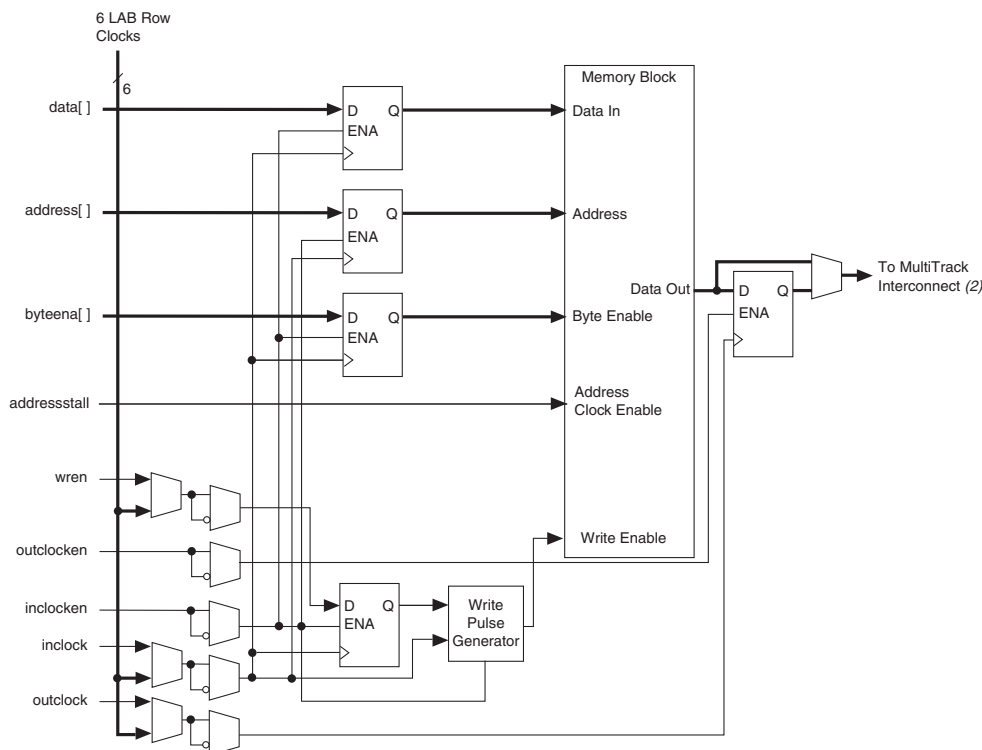 6 LAB Row
Clocks
6
data[ ]
D Q
ENA
Memory Block
Data In
address[ ]
D Q
ENA
Address
To MultiTrack
Interconnect (2)
Data Out
D Q
ENA
byteena[ ]
D Q
ENA
Byte Enable
addressstall
Address
Clock Enable
wren
Write Enable
outclocken
inclocken
D Q
ENA
Write
Pulse
Generator
inclock
outclock